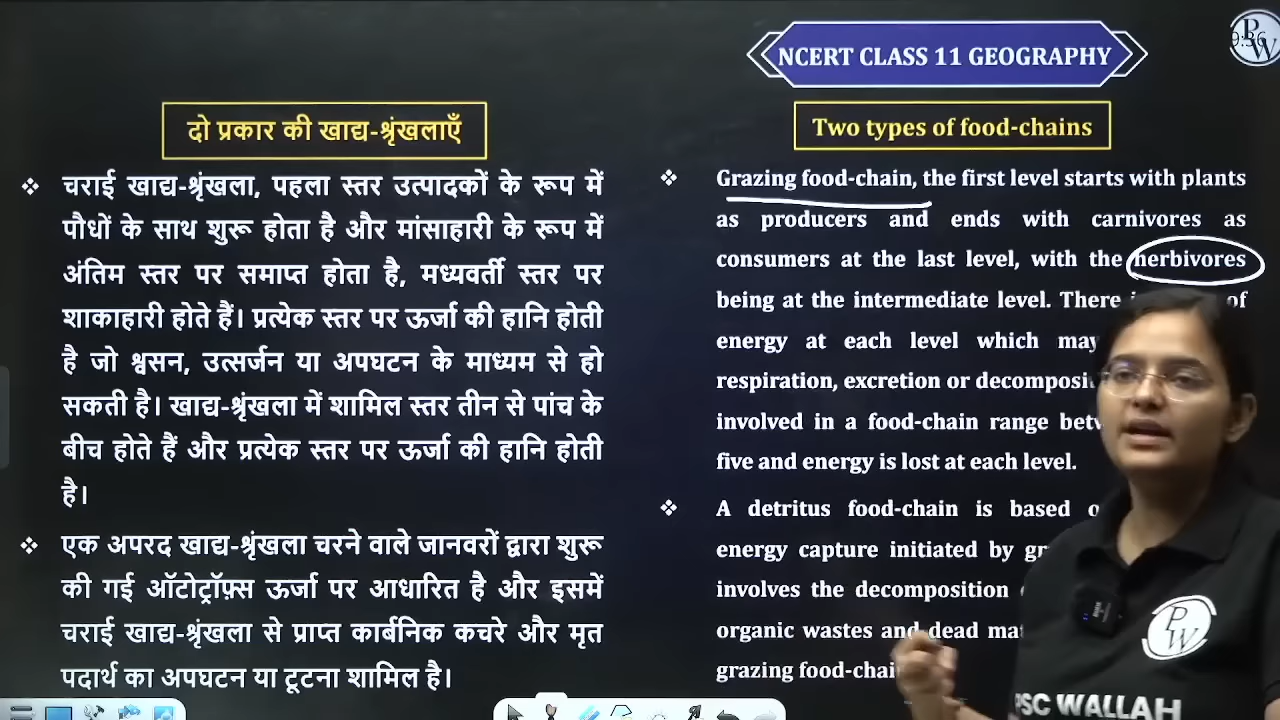 NCERT CLASS 11 GEOGRAPHY
PW
दो प्रकार की खाद्य-श्रृंखलाएँ
❖ चराई खाद्य-श्रृंखला, पहला स्तर उत्पादकों के रूप में
पौधों के साथ शुरू होता है और मांसाहारी के रूप में
अंतिम स्तर पर समाप्त होता है, मध्यवर्ती स्तर पर
शाकाहारी होते हैं। प्रत्येक स्तर पर ऊर्जा की हानि होती
है जो श्वसन, उत्सर्जन या अपघटन के माध्यम से हो
सकती है। खाद्य-श्रृंखला में शामिल स्तर तीन से पांच के
बीच होते हैं और प्रत्येक स्तर पर ऊर्जा की हानि होती
है।
❖ एक अपरद खाद्य-श्रृंखला चरने वाले जानवरों द्वारा शुरू
की गई ऑटोट्रॉफ़्स ऊर्जा पर आधारित है और इसमें
चराई खाद्य-श्रृंखला से प्राप्त कार्बनिक कचरे और मृत
पदार्थ का अपघटन या टूटना शामिल है।
Two types of food-chains
❖ Grazing food-chain, the first level starts with plants
as producers and ends with carnivores as
consumers at the last level, with the herbivores
being at the intermediate level. There of
energy at each level which may
respiration, excretion or
involved in a food-chain range
five and energy is lost at each level.
❖ A detritus food-chain is based
energy capture initiated by
involves the decomposition
organic wastes and dead
grazing
PW
PSC WALLAH